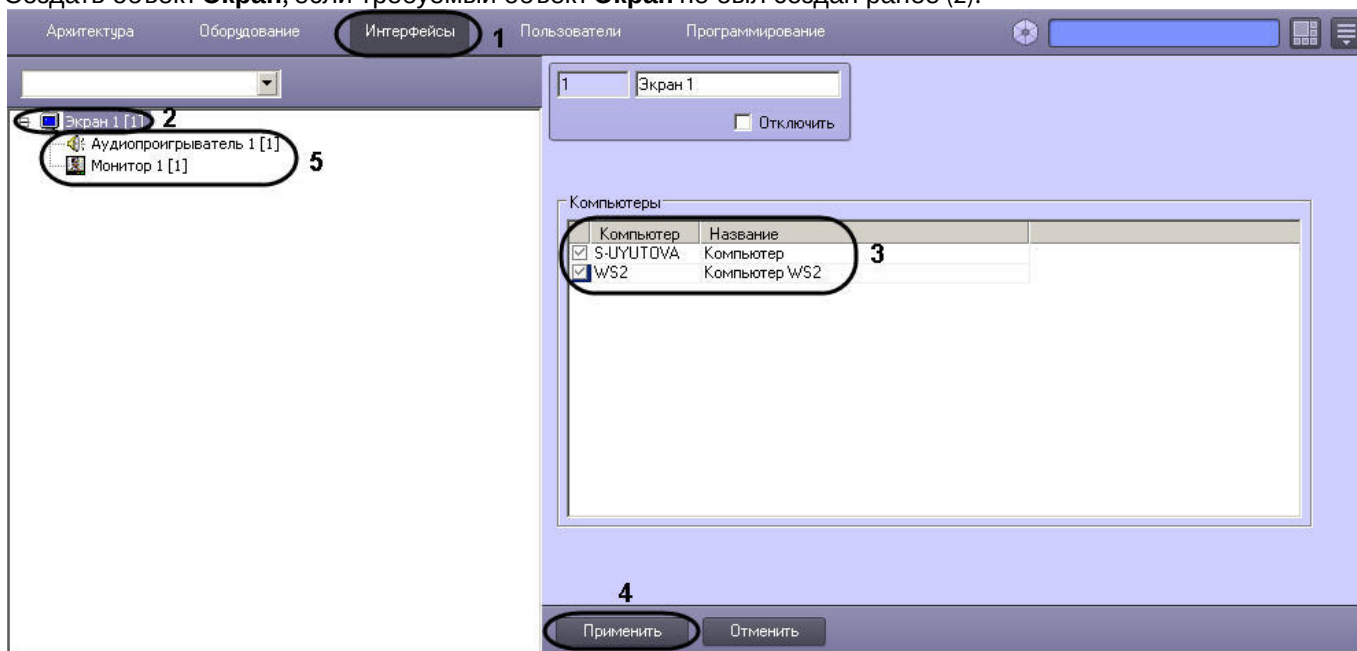 Создать объект Экран, если требуемый объект Экран не был создан ранее (2).
Архитектура Оборудование Интерфейсы 1 Пользователи Программирование
1 Экран 1
Отключить
Экран 1 [1] 2
Аудиопроигрыватель 1 [1]
Монитор 1 [1] 5
Компьютеры
Компьютер Название
S-UYUTOVA Компьютер 3
WS2 Компьютер WS2
4
Применить Отменить